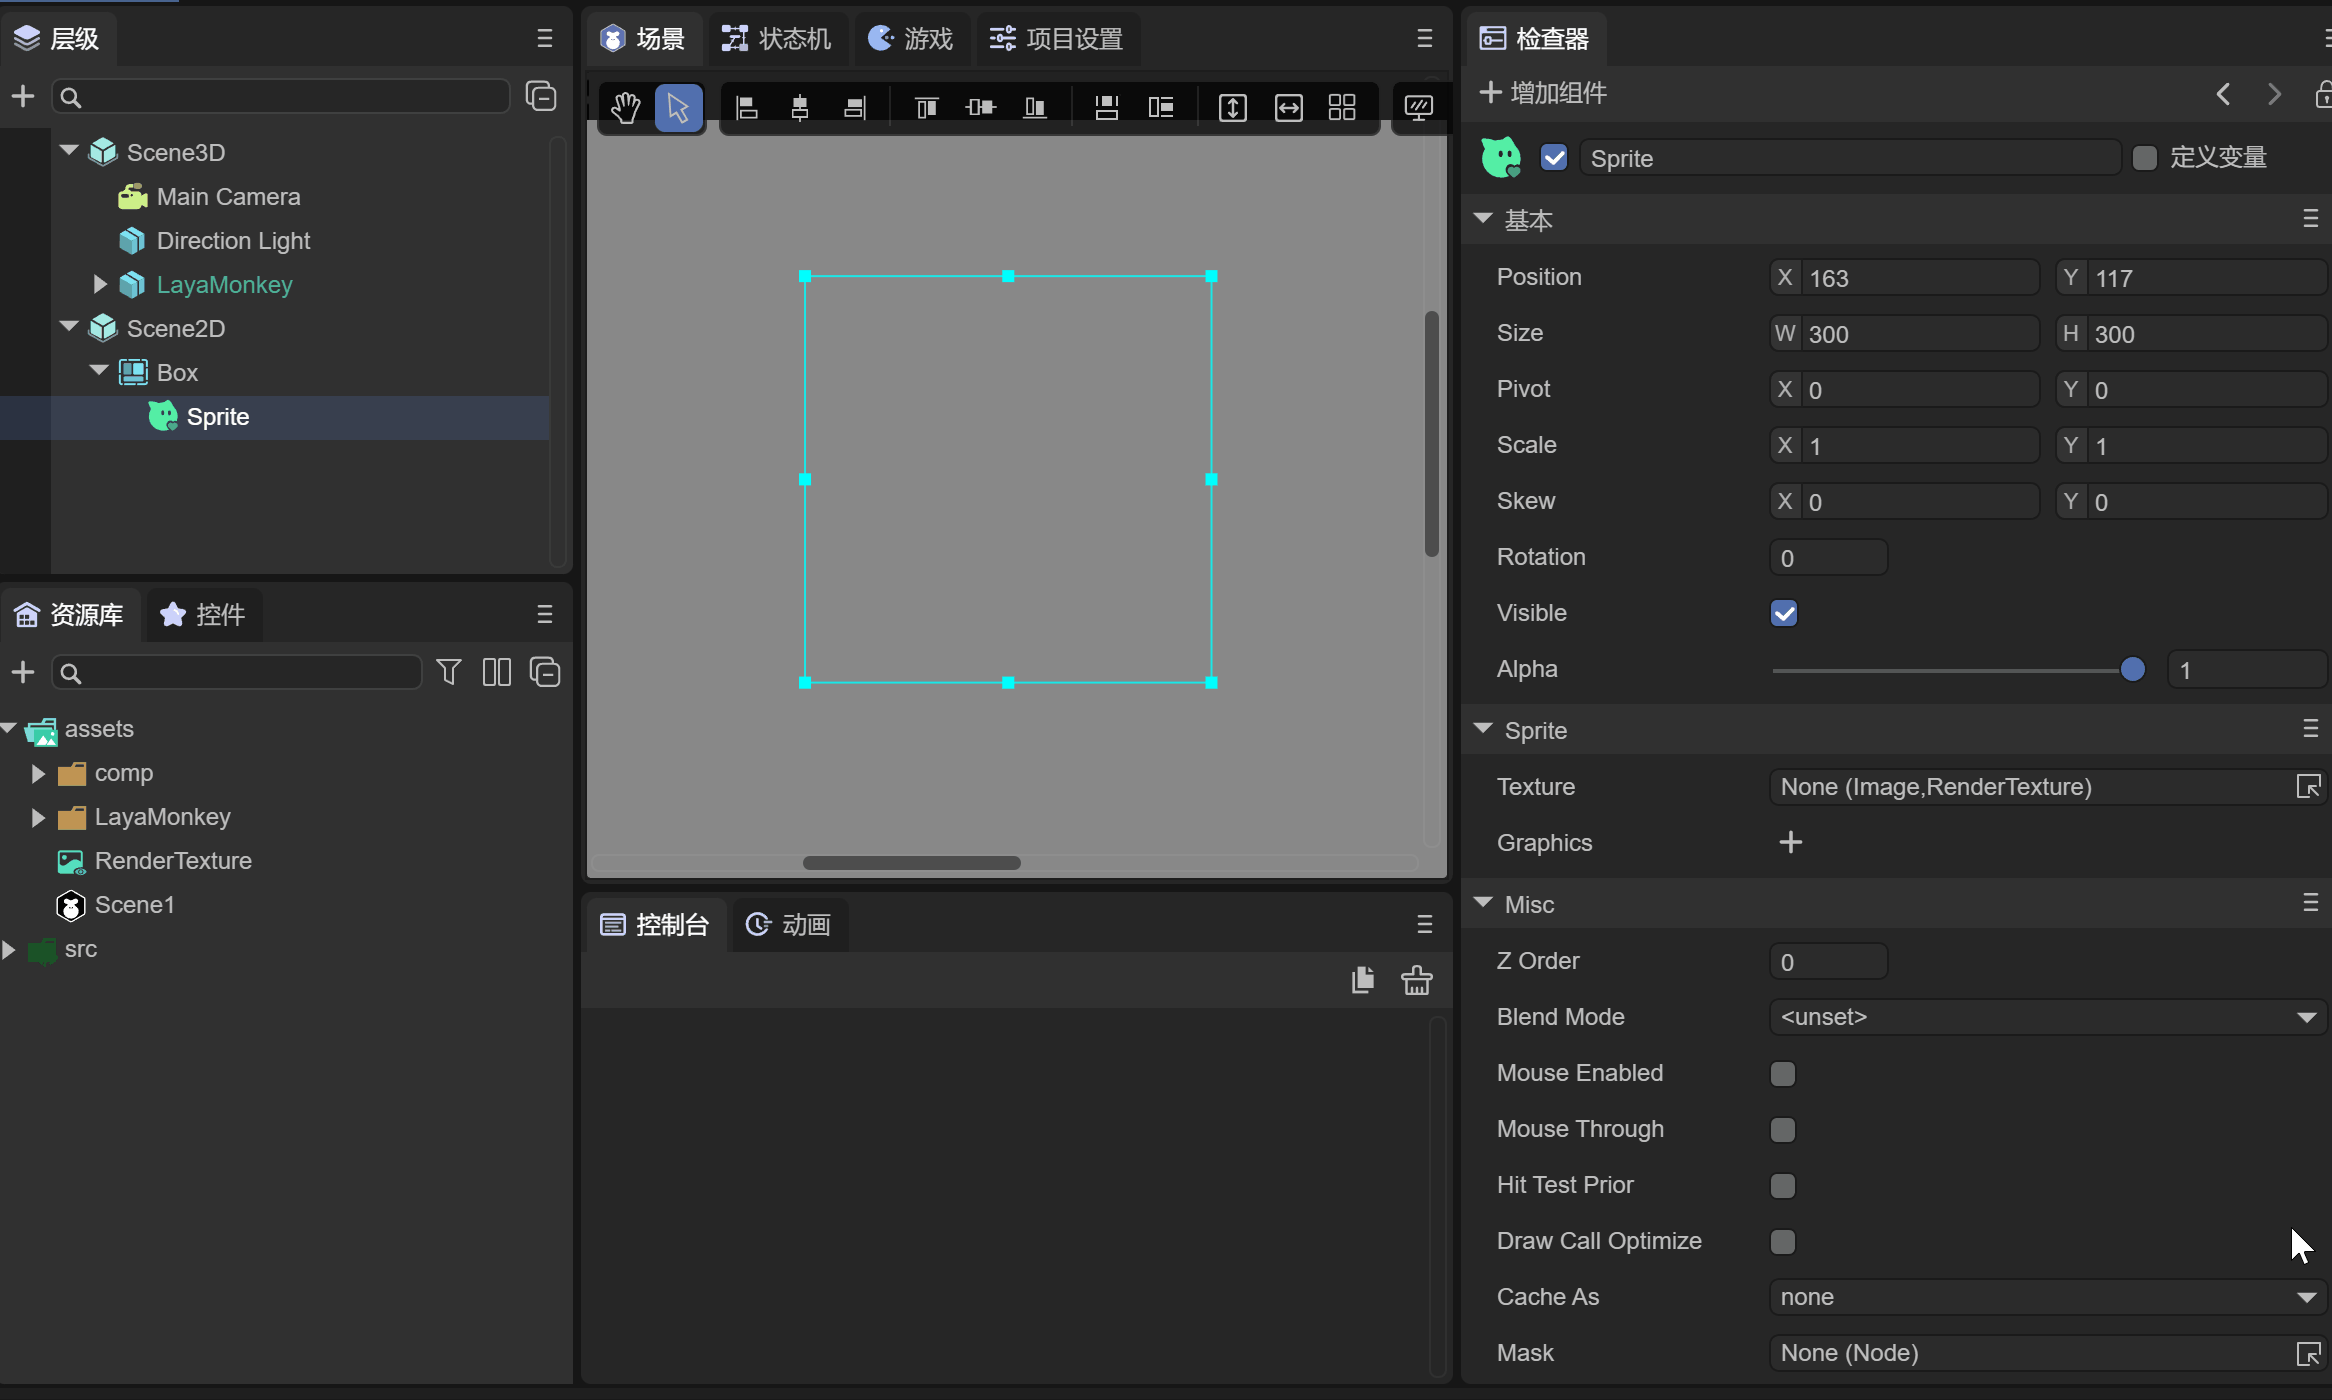 层级
Scene3D
Main Camera
Direction Light
LayaMonkey
Scene2D
Box
Sprite
资源库
控件
assets
comp
LayaMonkey
RenderTexture
Scene1
src
场景
状态机
游戏
项目设置
控制台
动画
检查器
增加组件
Sprite
定义变量
基本
Position X 163 Y 117
Size W 300 H 300
Pivot X 0 Y 0
Scale X 1 Y 1
Skew X 0 Y 0
Rotation 0
Visible
Alpha 1
Sprite
Texture None (Image,RenderTexture)
Graphics
Misc
Z Order 0
Blend Mode <unset>
Mouse Enabled
Mouse Through
Hit Test Prior
Draw Call Optimize
Cache As none
Mask None (Node)